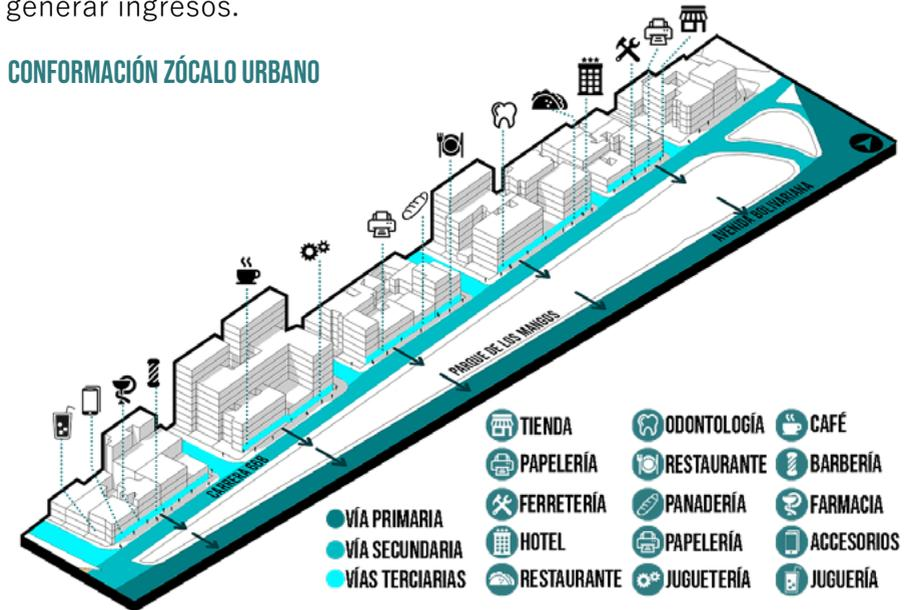 generar ingresos.
CONFORMACIÓN ZÓCALO URBANO
AVENIDA BOLIVARIANA
PARQUE DE LOS MANGOS
CARRERA 66B
VÍA PRIMARIA
VÍA SECUNDARIA
VÍAS TERCIARIAS
TIENDA
PAPELERÍA
FERRETERÍA
HOTEL
RESTAURANTE
ODONTOLOGÍA
RESTAURANTE
PANADERÍA
PAPELERÍA
JUGUETERÍA
CAFÉ
BARBERÍA
FARMACIA
ACCESORIOS
JUGUERÍA